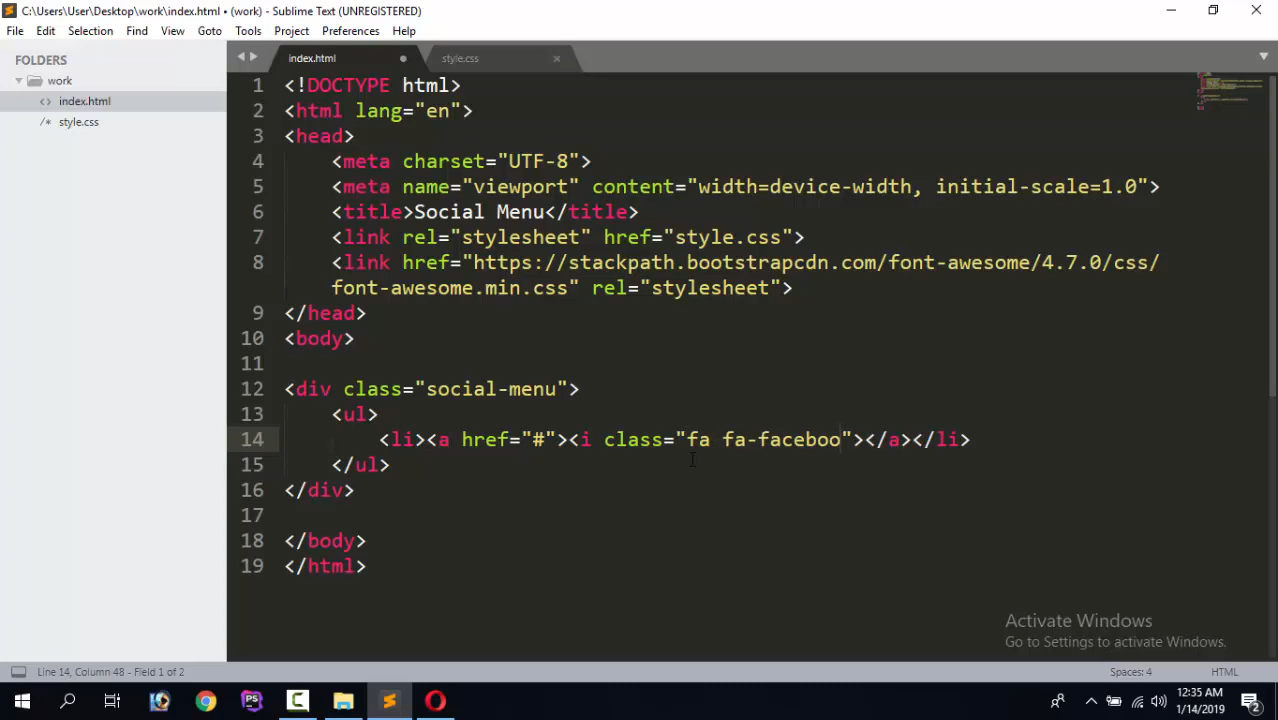 C:\Users\User\Desktop\work\index.html • (work) - Sublime Text (UNREGISTERED)
File Edit Selection Find View Goto Tools Project Preferences Help
FOLDERS
work
index.html
style.css
index.html
style.css
1 <!DOCTYPE html>
2 <html lang="en">
3 <head>
4 <meta charset="UTF-8">
5 <meta name="viewport" content="width=device-width, initial-scale=1.0">
6 <title>Social Menu</title>
7 <link rel="stylesheet" href="style.css">
8 <link href="https://stackpath.bootstrapcdn.com/font-awesome/4.7.0/css/
font-awesome.min.css" rel="stylesheet">
9 </head>
10 <body>
11
12 <div class="social-menu">
13 <ul>
14 <li><a href="#"><i class="fa fa-faceboo"></a></li>
15 </ul>
16 </div>
17
18 </body>
19 </html>
Activate Windows
Go to Settings to activate Windows.
Line 14, Column 48 - Field 1 of 2
Spaces: 4
HTML
12:35 AM
1/14/2019
2